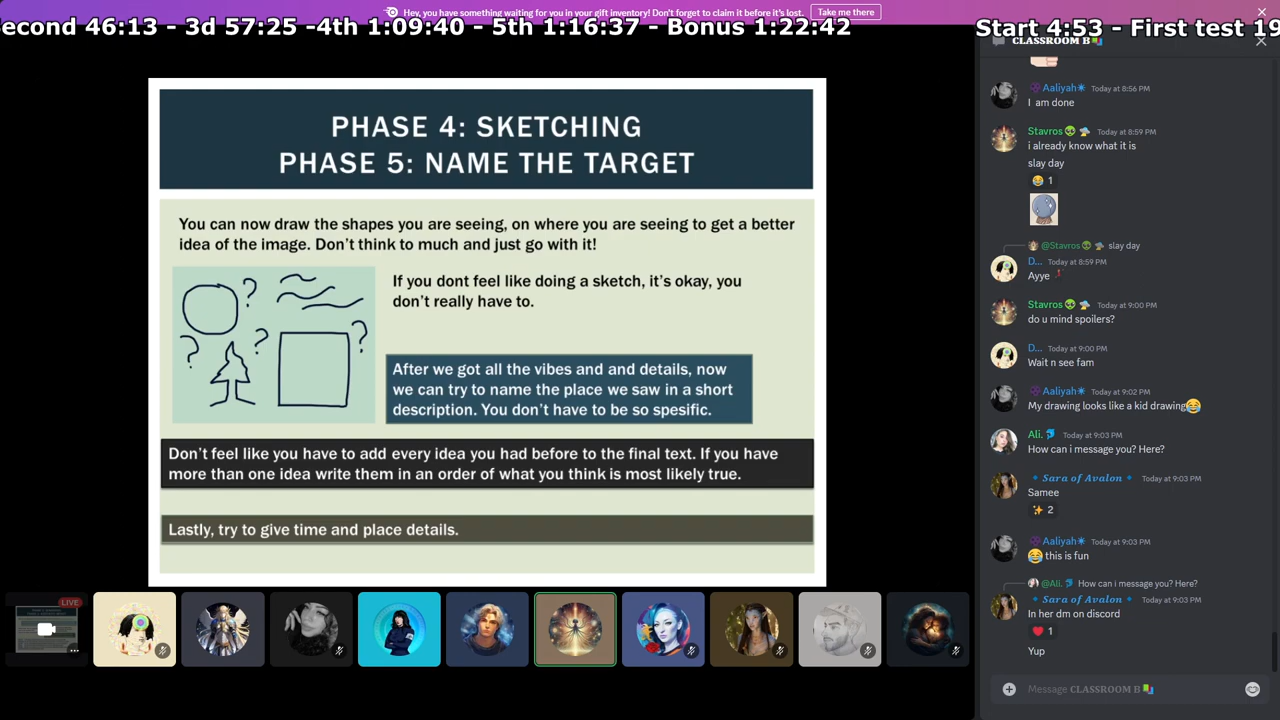 Hey, you have something waiting for you in your gift inventory! Don't forget to claim it before it's lost. Take me there
econd 46:13 - 3d 57:25 -4th 1:09:40 - 5th 1:16:37 - Bonus 1:22:42 Start 4:53 - First test 19
CLASSROOM B
PHASE 4: SKETCHING
PHASE 5: NAME THE TARGET
You can now draw the shapes you are seeing, on where you are seeing to get a better
idea of the image. Don't think to much and just go with it!
If you dont feel like doing a sketch, it's okay, you
don't really have to.
? ? ? ?
After we got all the vibes and and details, now
we can try to name the place we saw in a short
description. You don't have to be so spesific.
Don't feel like you have to add every idea you had before to the final text. If you have
more than one idea write them in an order of what you think is most likely true.
Lastly, try to give time and place details.
LIVE
Aaliyah Today at 8:56 PM
I am done
Stavros Today at 8:59 PM
i already know what it is
slay day
1
@Stavros slay day
D... Today at 8:59 PM
Ayye
Stavros Today at 9:00 PM
do u mind spoilers?
D... Today at 9:00 PM
Wait n see fam
Aaliyah Today at 9:02 PM
My drawing looks like a kid drawing
Ali. Today at 9:03 PM
How can i message you? Here?
Sara of Avalon Today at 9:03 PM
Samee
2
Aaliyah Today at 9:03 PM
this is fun
@Ali. How can i message you? Here?
Sara of Avalon Today at 9:03 PM
In her dm on discord
1
Yup
Message CLASSROOM B